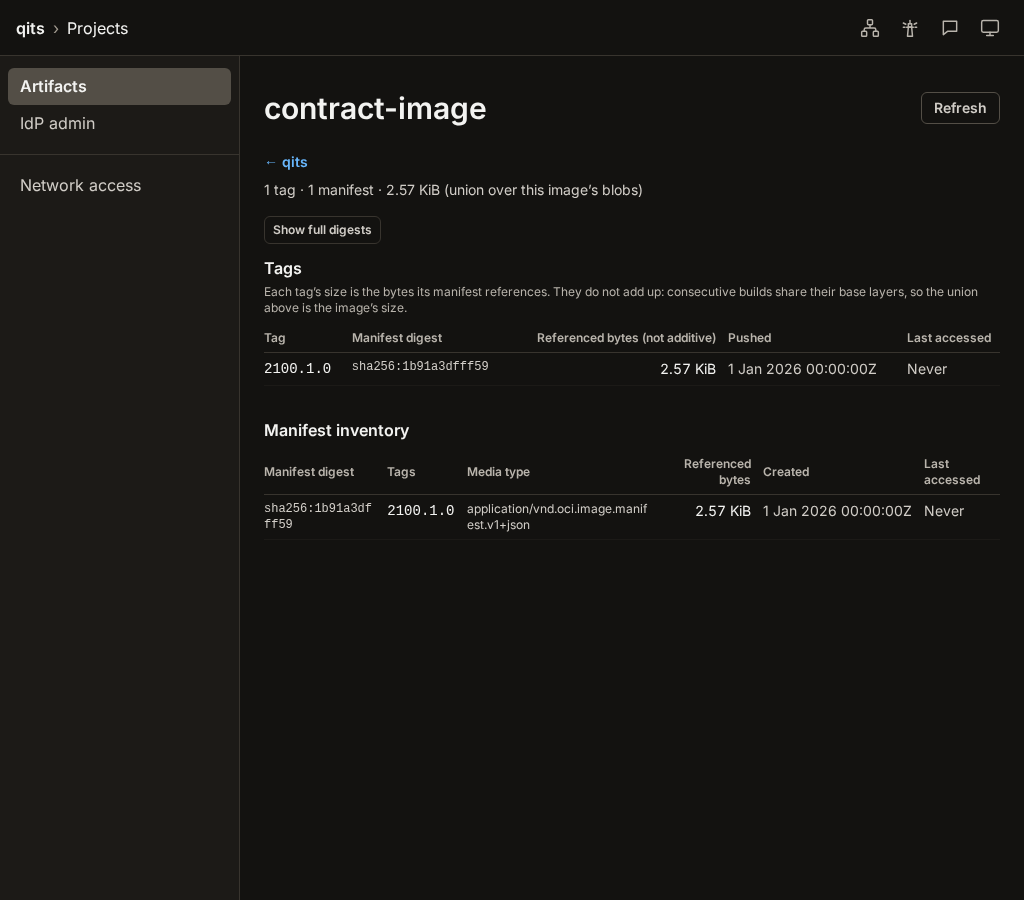 qits › Projects
Artifacts
IdP admin
Network access
contract-image
Refresh
← qits
1 tag · 1 manifest · 2.57 KiB (union over this image’s blobs)
Show full digests
Tags
Each tag’s size is the bytes its manifest references. They do not add up: consecutive builds share their base layers, so the union
above is the image’s size.
Tag Manifest digest Referenced bytes (not additive) Pushed Last accessed
2100.1.0 sha256:1b91a3dfff59 2.57 KiB 1 Jan 2026 00:00:00Z Never
Manifest inventory
Manifest digest Tags Media type Referenced bytes Created Last accessed
sha256:1b91a3df 2100.1.0 application/vnd.oci.image.manif 2.57 KiB 1 Jan 2026 00:00:00Z Never
ff59 est.v1+json